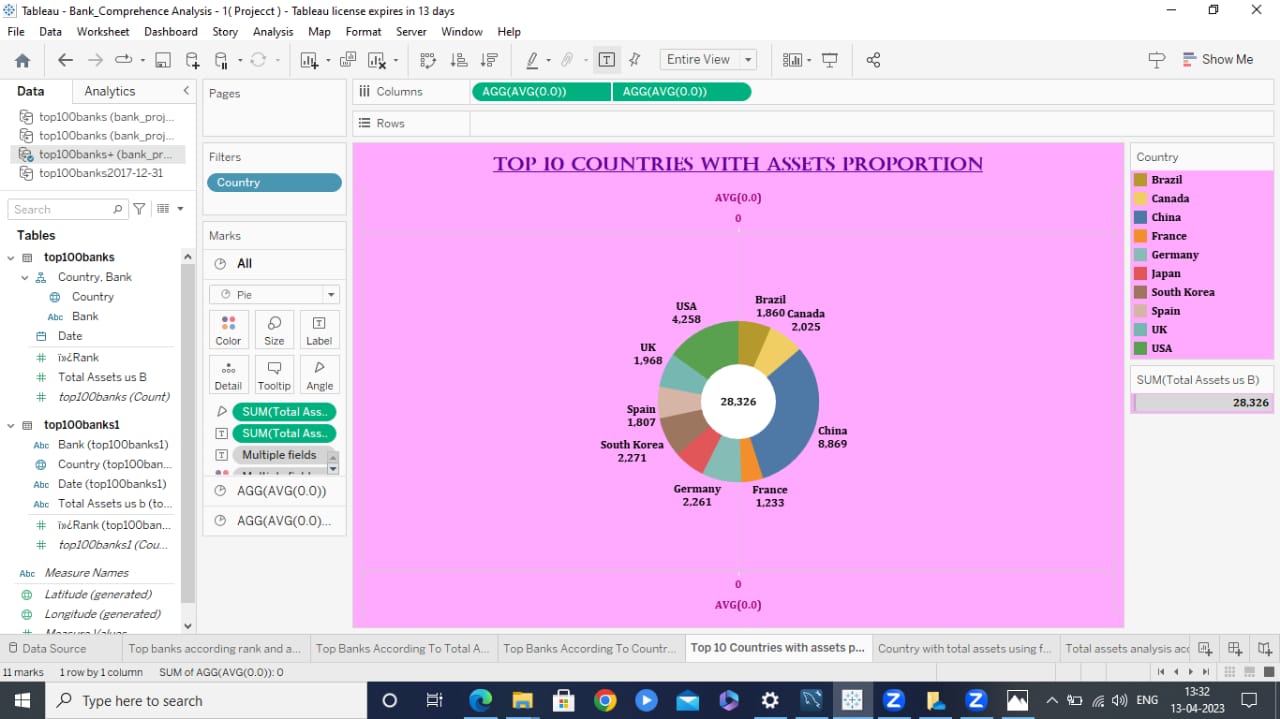 Tableau - Bank_Comprehence Analysis - 1( Projecct ) - Tableau license expires in 13 days
File Data Worksheet Dashboard Story Analysis Map Format Server Window Help
Entire View
Show Me
Data Analytics
top100banks (bank_proj...
top100banks (bank_proj...
top100banks+ (bank_pr...
top100banks2017-12-31
Search
Tables
top100banks
Country, Bank
Country
Abc Bank
Date
ï»¿Rank
Total Assets us B
top100banks (Count)
top100banks1
Abc Bank (top100banks1)
Country (top100ban...
Abc Date (top100banks1)
Abc Total Assets us b (to...
ï»¿Rank (top100ban...
top100banks1 (Cou...
Abc Measure Names
Latitude (generated)
Longitude (generated)
Measure Values
Pages
Filters
Country
Marks
All
Pie
Color Size Label
Detail Tooltip Angle
SUM(Total Ass..
SUM(Total Ass..
Multiple fields
AGG(AVG(0.0))
AGG(AVG(0.0)...
Columns AGG(AVG(0.0)) AGG(AVG(0.0))
Rows
TOP 10 COUNTRIES WITH ASSETS PROPORTION
AVG(0.0)
0
USA
4,258
Brazil
1,860
Canada
2,025
UK
1,968
28,326
Spain
1,807
China
8,869
South Korea
2,271
Germany
2,261
France
1,233
0
AVG(0.0)
Country
Brazil
Canada
China
France
Germany
Japan
South Korea
Spain
UK
USA
SUM(Total Assets us B)
28,326
Data Source
Top banks according rank and a...
Top Banks According To Total A...
Top Banks According To Countr...
Top 10 Countries with assets p...
Country with total assets using f...
Total assets analysis acc
11 marks 1 row by 1 column SUM of AGG(AVG(0.0)): 0
Type here to search
ENG
13:32
13-04-2023